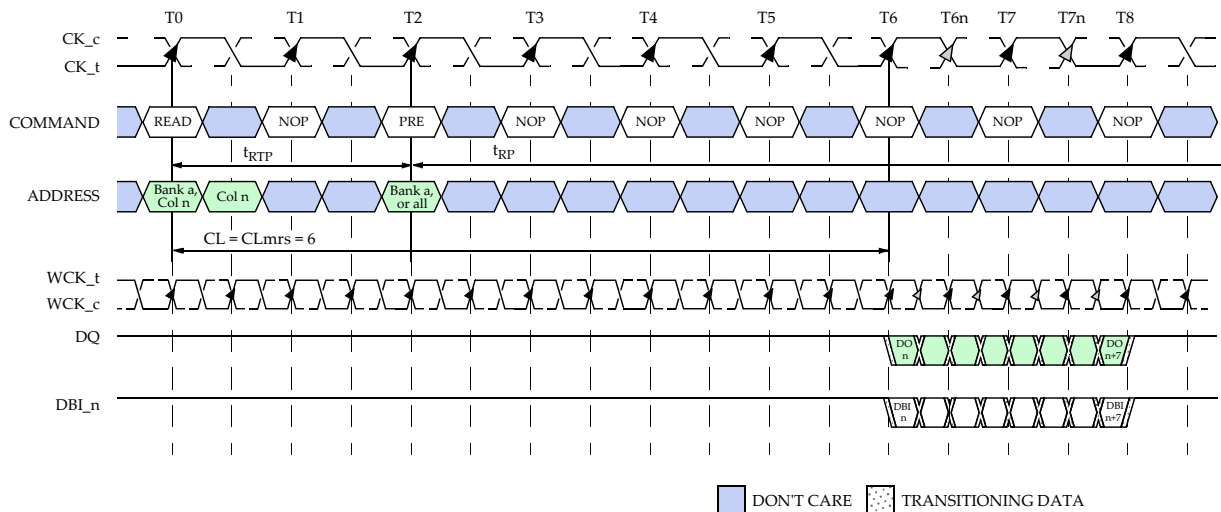 T0 T1 T2 T3 T4 T5 T6 T6n T7 T7n T8
CK_c
CK_t
COMMAND READ NOP PRE NOP NOP NOP NOP NOP NOP
tRTP tRP
ADDRESS Bank a, Col n Col n Bank a, or all
CL = CLmrs = 6
WCK_t
WCK_c
DQ DO n DO n+7
DBI_n DBI n DBI n+7
DON'T CARE TRANSITIONING DATA